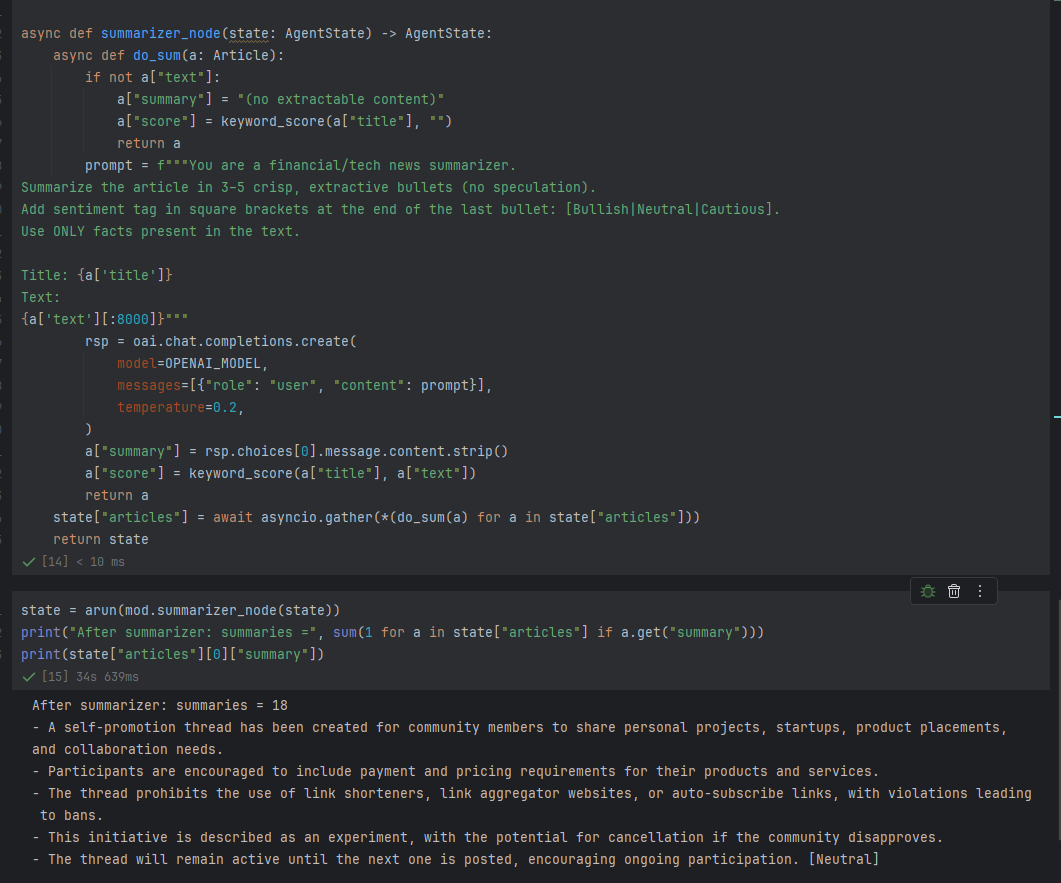 async def summarizer_node(state: AgentState) -> AgentState:
    async def do_sum(a: Article):
        if not a["text"]:
            a["summary"] = "(no extractable content)"
            a["score"] = keyword_score(a["title"], "")
            return a
        prompt = f"""You are a financial/tech news summarizer.
Summarize the article in 3–5 crisp, extractive bullets (no speculation).
Add sentiment tag in square brackets at the end of the last bullet: [Bullish|Neutral|Cautious].
Use ONLY facts present in the text.

Title: {a['title']}
Text:
{a['text'][:8000]}"""
        rsp = oai.chat.completions.create(
            model=OPENAI_MODEL,
            messages=[{"role": "user", "content": prompt}],
            temperature=0.2,
        )
        a["summary"] = rsp.choices[0].message.content.strip()
        a["score"] = keyword_score(a["title"], a["text"])
        return a
    state["articles"] = await asyncio.gather(*(do_sum(a) for a in state["articles"]))
    return state
[14] < 10 ms
state = arun(mod.summarizer_node(state))
print("After summarizer: summaries =", sum(1 for a in state["articles"] if a.get("summary")))
print(state["articles"][0]["summary"])
[15] 34s 639ms
After summarizer: summaries = 18
- A self-promotion thread has been created for community members to share personal projects, startups, product placements,
and collaboration needs.
- Participants are encouraged to include payment and pricing requirements for their products and services.
- The thread prohibits the use of link shorteners, link aggregator websites, or auto-subscribe links, with violations leading
 to bans.
- This initiative is described as an experiment, with the potential for cancellation if the community disapproves.
- The thread will remain active until the next one is posted, encouraging ongoing participation. [Neutral]